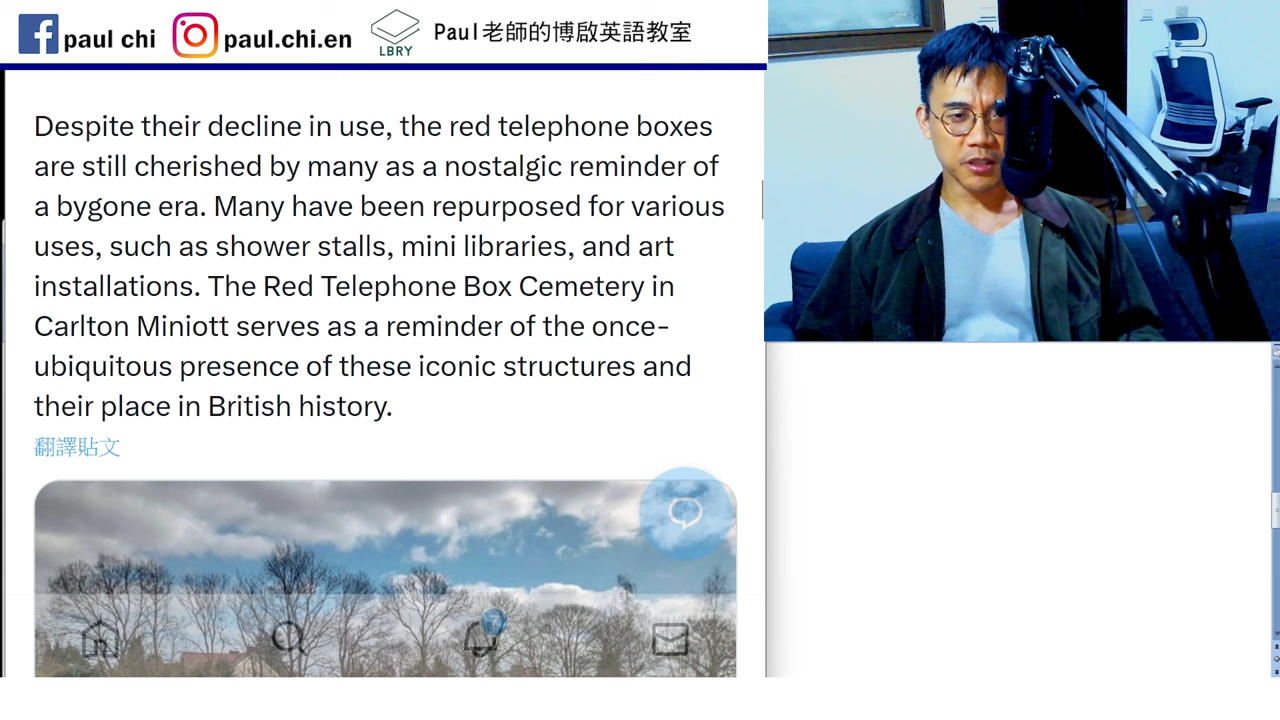 paul chi
paul.chi.en
LBRY
Paul老師的博啟英語教室
Despite their decline in use, the red telephone boxes
are still cherished by many as a nostalgic reminder of
a bygone era. Many have been repurposed for various
uses, such as shower stalls, mini libraries, and art
installations. The Red Telephone Box Cemetery in
Carlton Miniott serves as a reminder of the once-
ubiquitous presence of these iconic structures and
their place in British history.
翻譯貼文